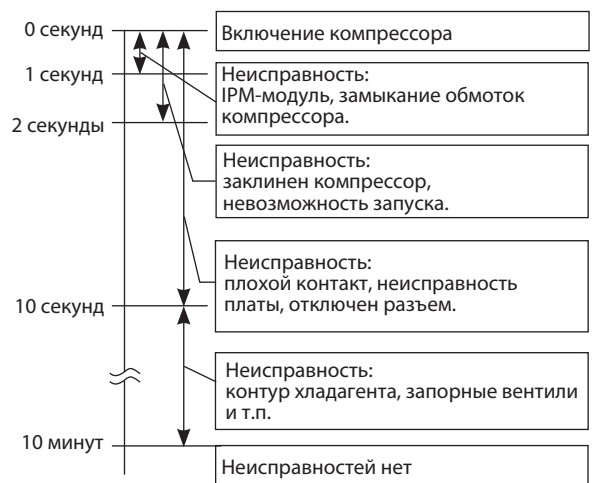 0 секунд
Включение компрессора
1 секунд
Неисправность:
IPM-модуль, замыкание обмоток
компрессора.
2 секунды
Неисправность:
заклинен компрессор,
невозможность запуска.
Неисправность:
плохой контакт, неисправность
платы, отключен разъем.
10 секунд
Неисправность:
контур хладагента, запорные вентили
и т.п.
10 минут
Неисправностей нет